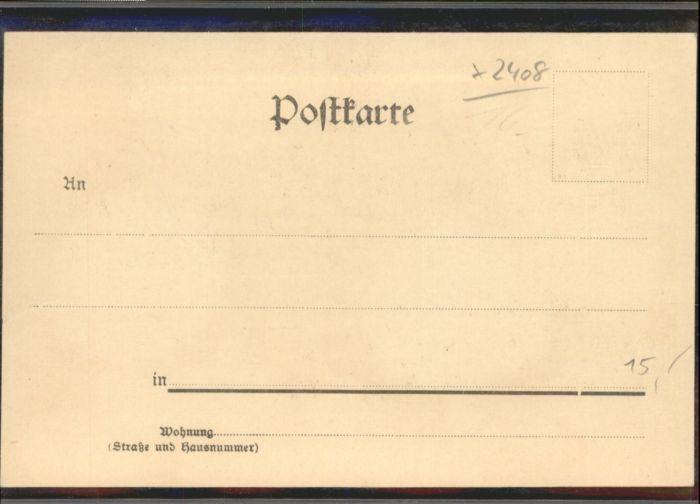 * 2408
Poſtkarte
An
15,
in
Wohnung
(Straße und Hausnummer)